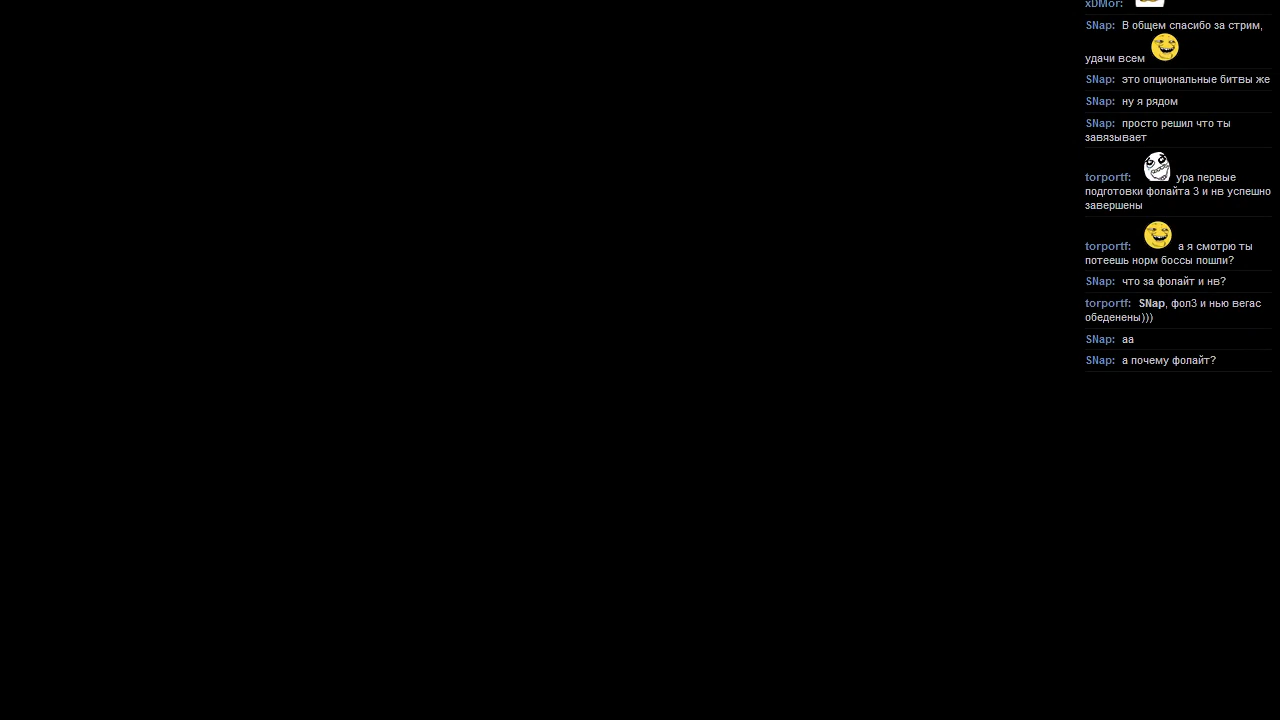 xDMor:
SNap: В общем спасибо за стрим,
удачи всем
SNap: это опциональные битвы же
SNap: ну я рядом
SNap: просто решил что ты
завязывает
torportf: ура первые
подготовки фолайта 3 и нв успешно
завершены
torportf: а я смотрю ты
потеешь норм боссы пошли?
SNap: что за фолайт и нв?
torportf: SNap, фол3 и нью вегас
обеденены)))
SNap: аа
SNap: а почему фолайт?